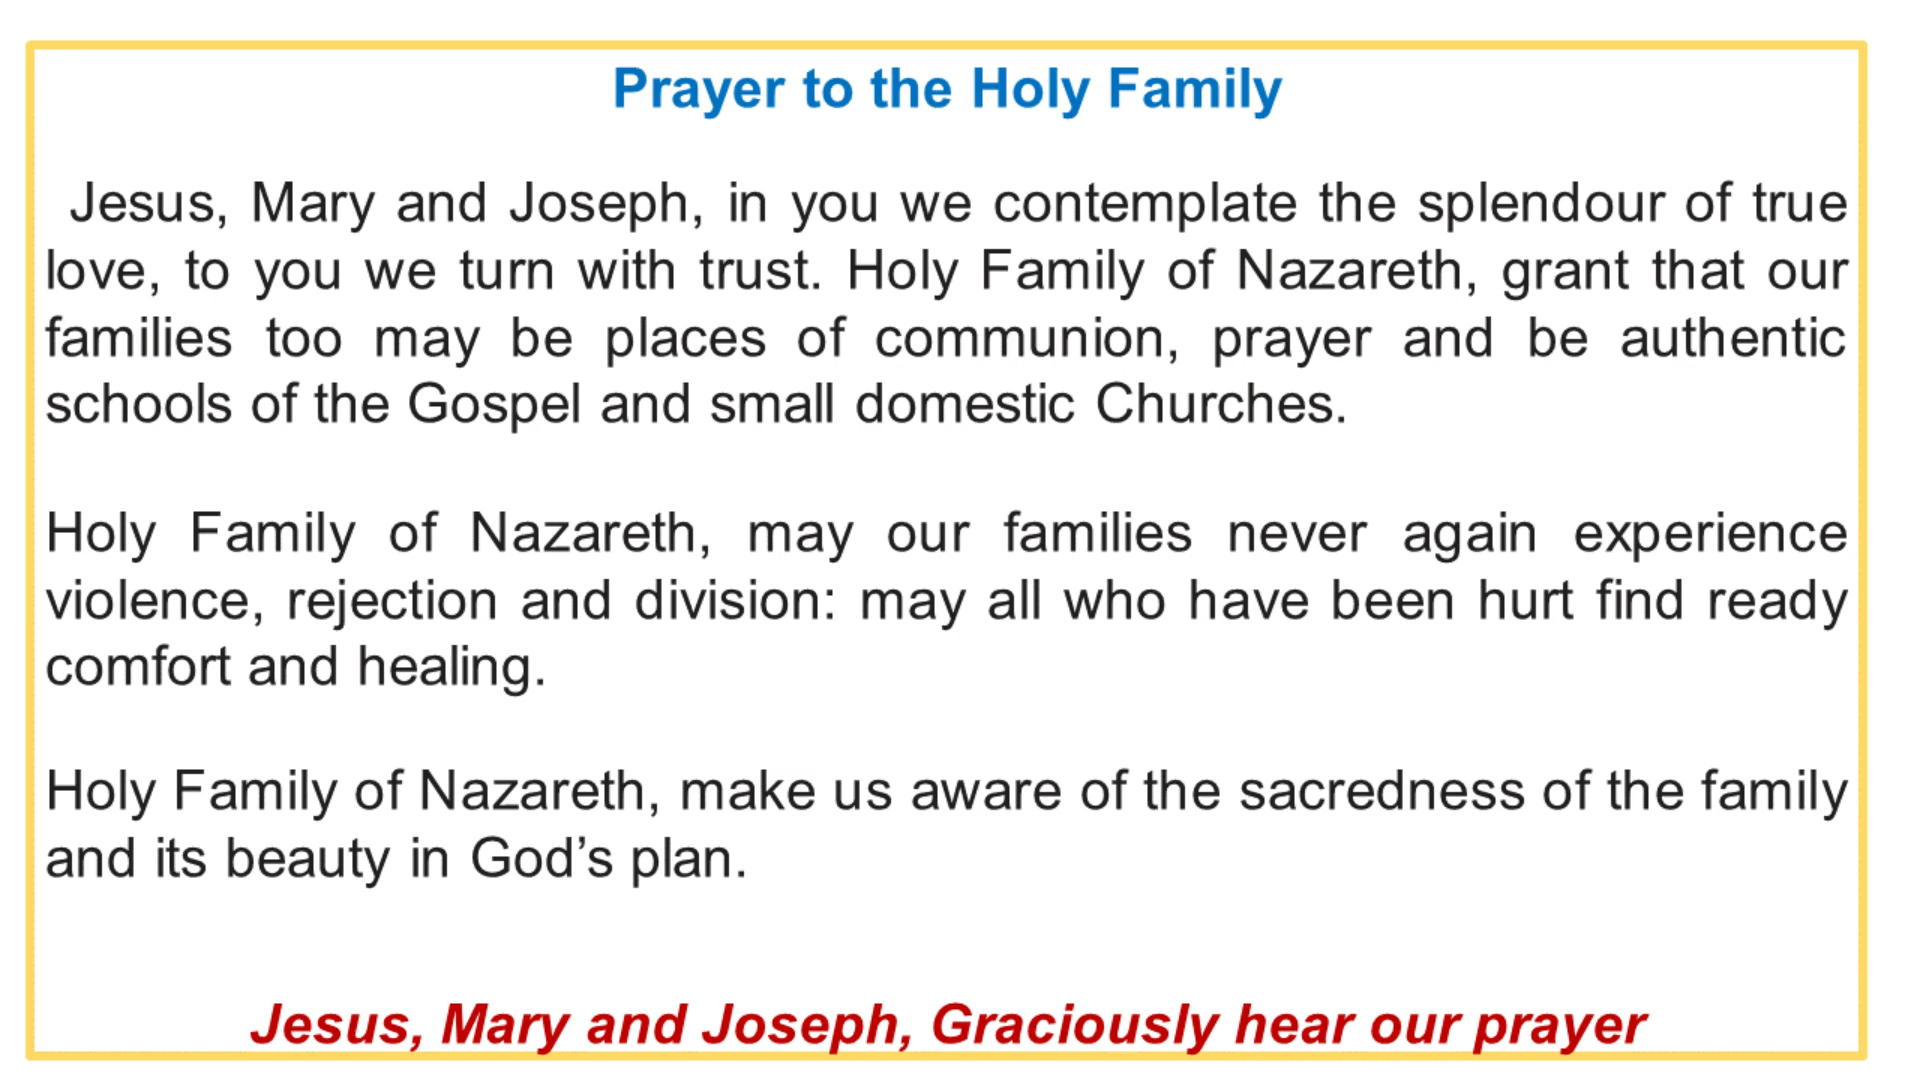 Prayer to the Holy Family
Jesus, Mary and Joseph, in you we contemplate the splendour of true
love, to you we turn with trust. Holy Family of Nazareth, grant that our
families too may be places of communion, prayer and be authentic
schools of the Gospel and small domestic Churches.
Holy Family of Nazareth, may our families never again experience
violence, rejection and division: may all who have been hurt find ready
comfort and healing.
Holy Family of Nazareth, make us aware of the sacredness of the family
and its beauty in God’s plan.
Jesus, Mary and Joseph, Graciously hear our prayer